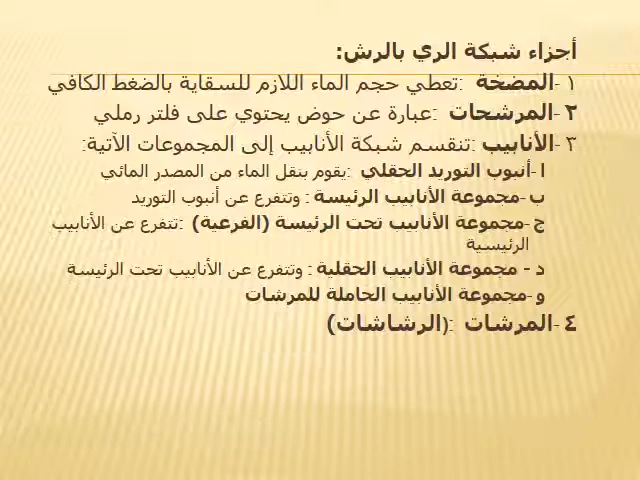 أجزاء شبكة الري بالرش:
١ -المضخة :تعطي حجم الماء اللازم للسقاية بالضغط الكافي
٢ -المرشحات :عبارة عن حوض يحتوي على فلتر رملي
٣ -الأنابيب :تنقسم شبكة الأنابيب إلى المجموعات الآتية:
ا -أنبوب التوريد الحقلي :يقوم بنقل الماء من المصدر المائي
ب -مجموعة الأنابيب الرئيسة : وتتفرع عن أنبوب التوريد
ج -مجموعة الأنابيب تحت الرئيسة (الفرعية) :تتفرع عن الأنابيب
الرئيسية
د - مجموعة الأنابيب الحقلية : وتتفرع عن الأنابيب تحت الرئيسة
و -مجموعة الأنابيب الحاملة للمرشات
٤ -المرشات :(الرشاشات)